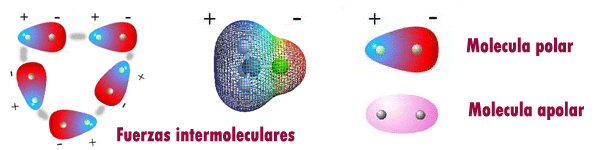 + - + -
+ -
+ -
Molecula polar
- +
+ -
- +
Fuerzas intermoleculares
Molecula apolar